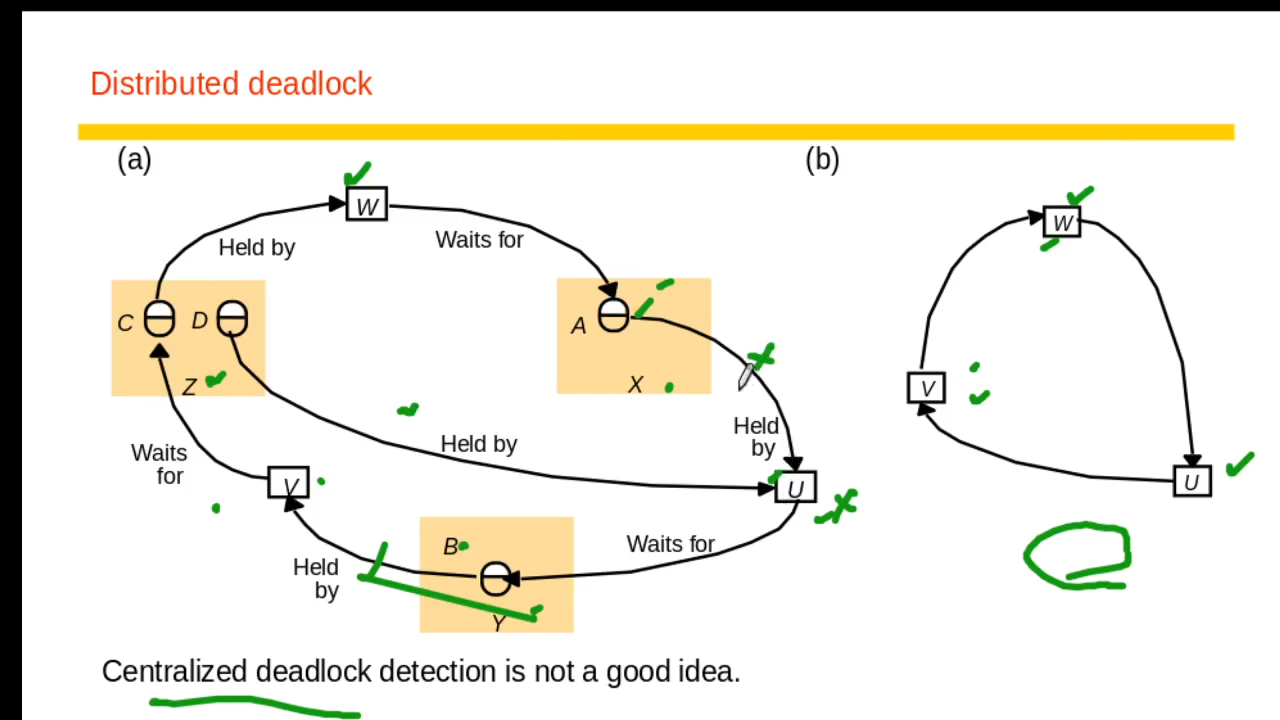 Distributed deadlock
(a)
(b)
W
W
Held by
Waits for
C
D
A
Z
X
V
Held
by
Held by
Waits
for
V
U
U
B
Waits for
Held
by
Y
Centralized deadlock detection is not a good idea.